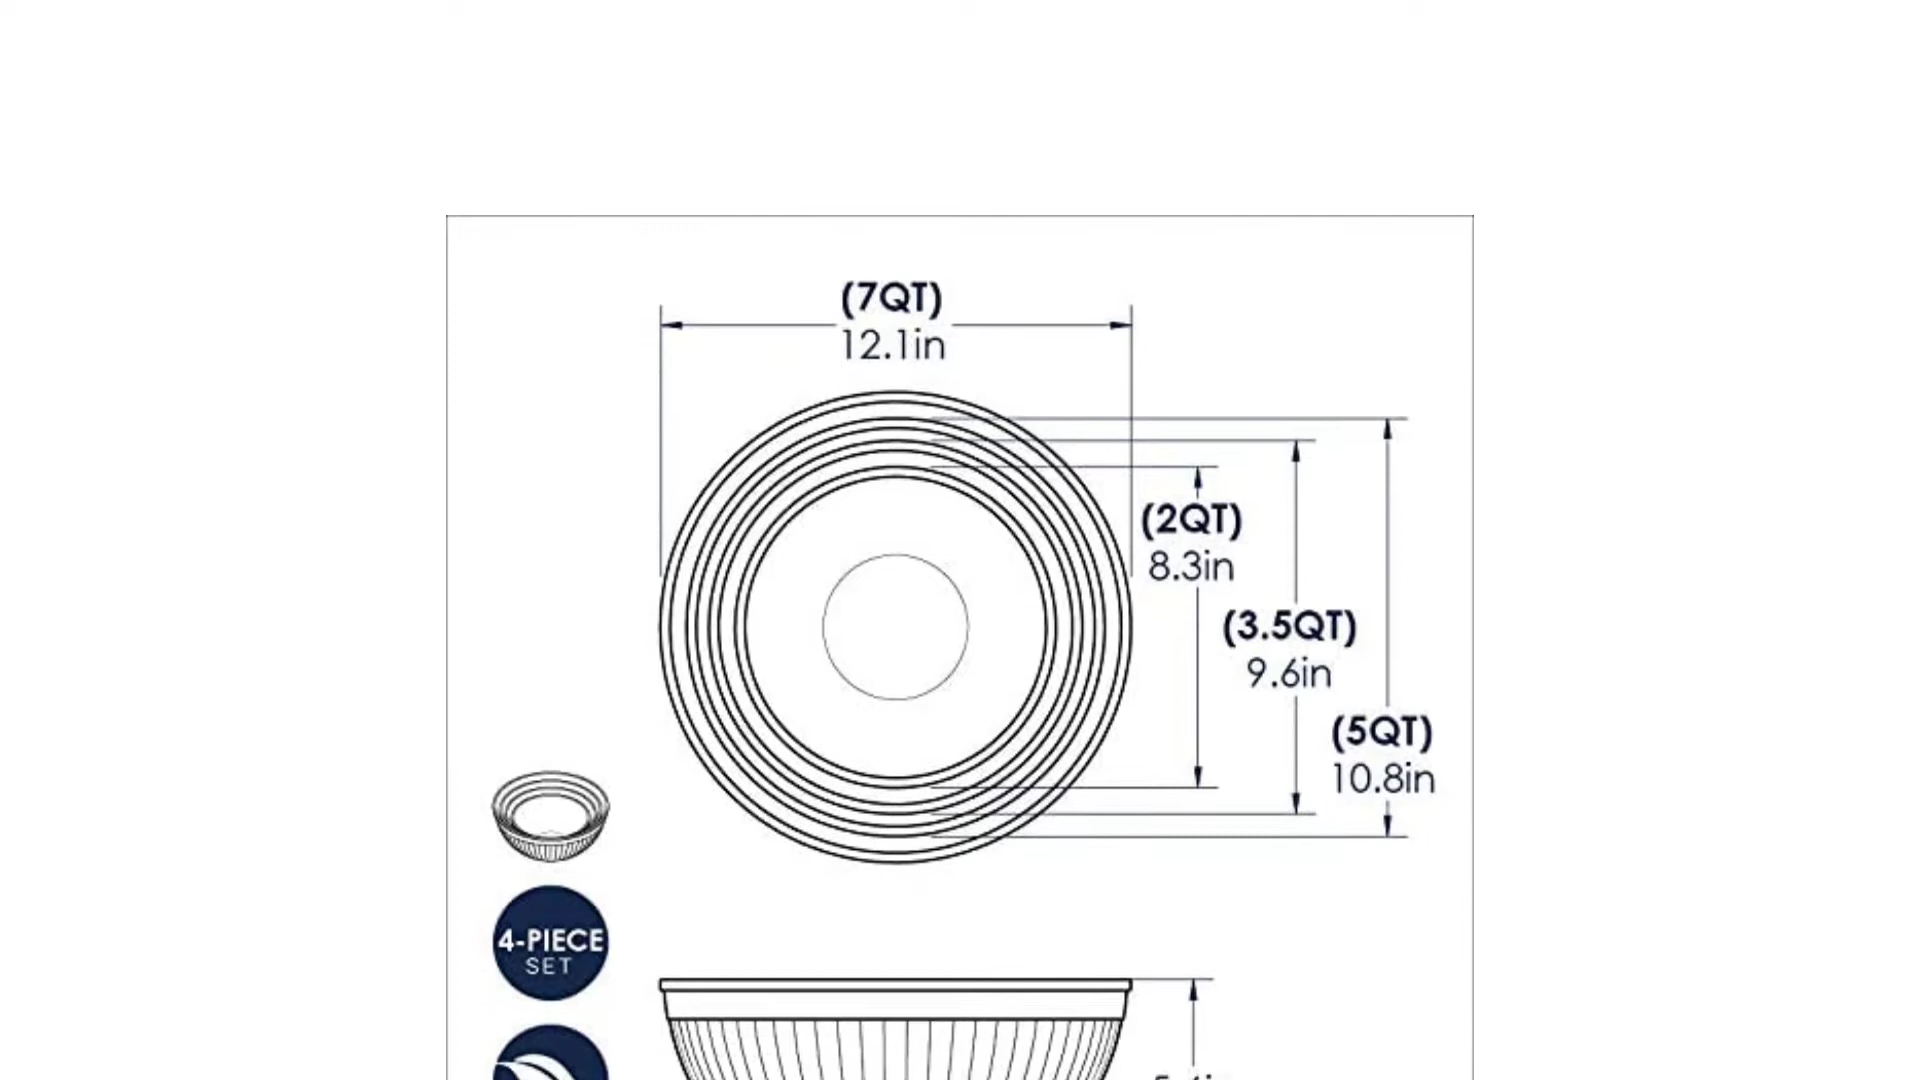 (7QT)
12.1in
(2QT)
8.3in
(3.5QT)
9.6in
(5QT)
10.8in
4-PIECE
SET